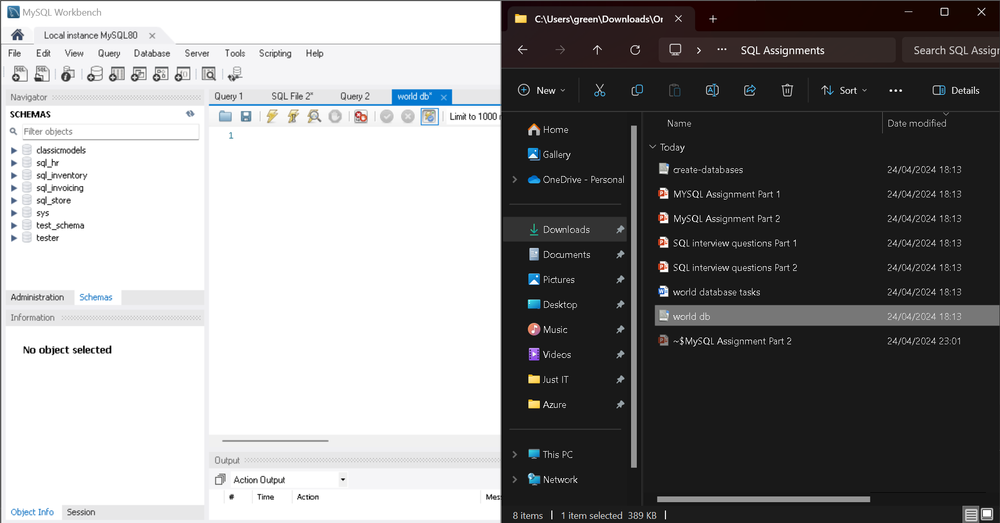 MySQL Workbench
Local instance MySQL80
File Edit View Query Database Server Tools Scripting Help
Navigator
SCHEMAS
Filter objects
classicmodels
sql_hr
sql_inventory
sql_invoicing
sql_store
sys
test_schema
tester
Administration Schemas
Information
No object selected
Object Info Session
Query 1 SQL File 2* Query 2 world db*
Limit to 1000 r
1
Output
Action Output
# Time Action Mess
C:\Users\green\Downloads\Or
SQL Assignments
Search SQL Assigr
New Sort Details
Home
Gallery
OneDrive - Personal
Downloads
Documents
Pictures
Desktop
Music
Videos
Just IT
Azure
This PC
Network
Name Date modified
Today
create-databases 24/04/2024 18:13
MYSQL Assignment Part 1 24/04/2024 18:13
MySQL Assignment Part 2 24/04/2024 18:13
SQL interview questions Part 1 24/04/2024 18:13
SQL interview questions Part 2 24/04/2024 18:13
world database tasks 24/04/2024 18:13
world db 24/04/2024 18:13
~$MySQL Assignment Part 2 24/04/2024 23:01
8 items 1 item selected 389 KB